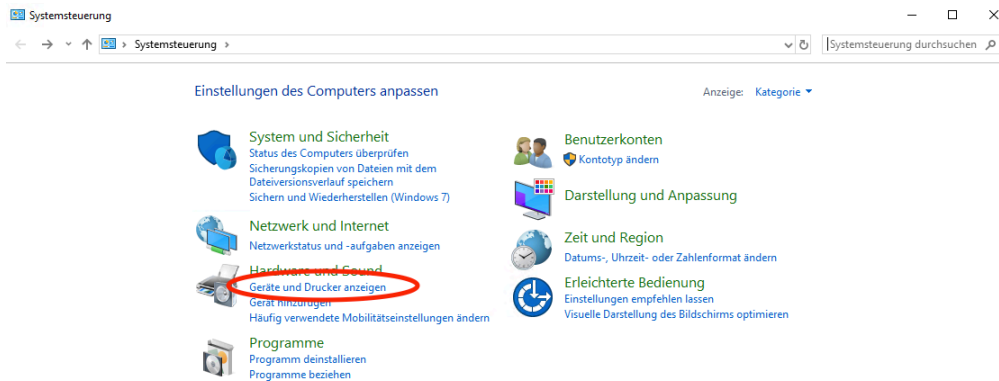 Systemsteuerung
Systemsteuerung
Systemsteuerung durchsuchen
Einstellungen des Computers anpassen
Anzeige: Kategorie
System und Sicherheit
Status des Computers überprüfen
Sicherungskopien von Dateien mit dem
Dateiversionsverlauf speichern
Sichern und Wiederherstellen (Windows 7)
Netzwerk und Internet
Netzwerkstatus und -aufgaben anzeigen
Hardware und Sound
Geräte und Drucker anzeigen
Gerät hinzufügen
Häufig verwendete Mobilitätseinstellungen ändern
Programme
Programm deinstallieren
Programme beziehen
Benutzerkonten
Kontotyp ändern
Darstellung und Anpassung
Zeit und Region
Datums-, Uhrzeit- oder Zahlenformat ändern
Erleichterte Bedienung
Einstellungen empfehlen lassen
Visuelle Darstellung des Bildschirms optimieren